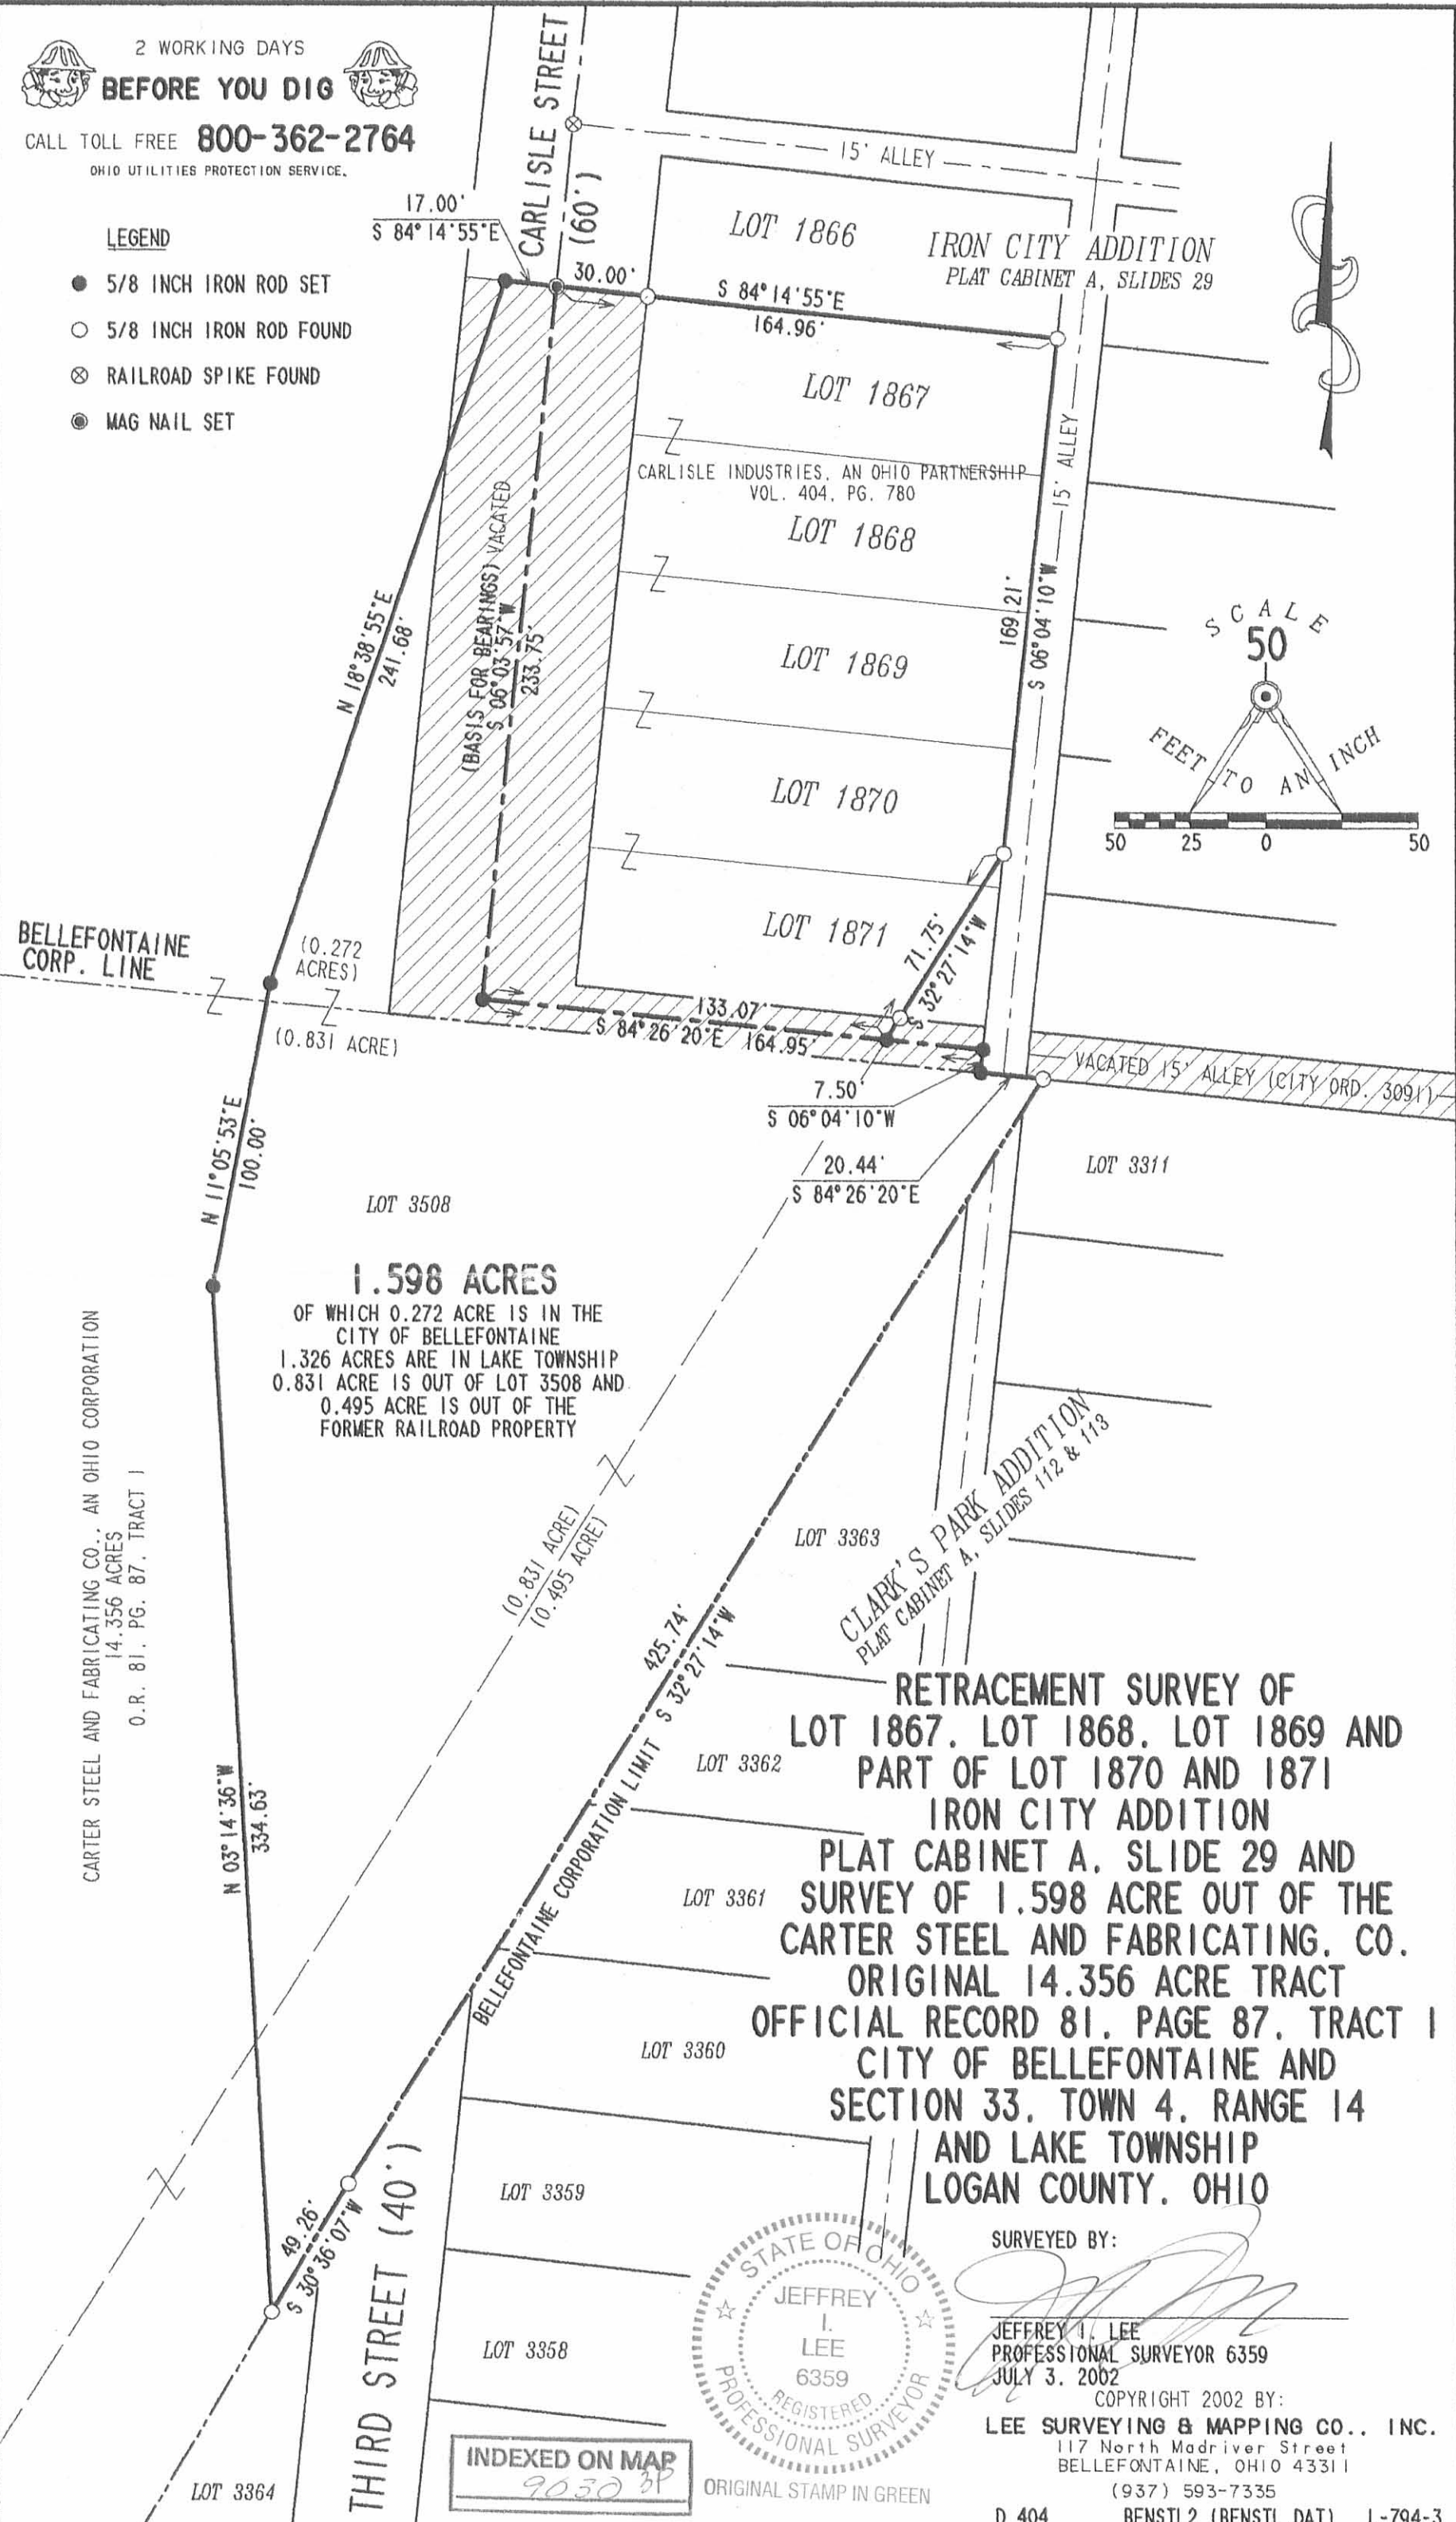 2 WORKING DAYS
BEFORE YOU DIG
CALL TOLL FREE 800-362-2764
OHIO UTILITIES PROTECTION SERVICE.
LEGEND
5/8 INCH IRON ROD SET
5/8 INCH IRON ROD FOUND
RAILROAD SPIKE FOUND
MAG NAIL SET
CARLISLE STREET
(60')
15' ALLEY
17.00'
S 84°14'55"E
30.00'
LOT 1866
IRON CITY ADDITION
PLAT CABINET A, SLIDES 29
S 84°14'55"E
164.96'
LOT 1867
CARLISLE INDUSTRIES, AN OHIO PARTNERSHIP
VOL. 404, PG. 780
LOT 1868
15' ALLEY
169.21'
S 06°04'10"W
(BASIS FOR BEARINGS) VACATED
S 06°03'57"W
233.75'
N 18°38'55"E
241.68'
LOT 1869
SCALE
50
FEET TO AN INCH
50 25 0 50
LOT 1870
LOT 1871
71.75'
S 32°27'14"W
BELLEFONTAINE
CORP. LINE
(0.272
ACRES)
(0.831 ACRE)
133.07'
S 84°26'20"E 164.95'
VACATED 15' ALLEY (CITY ORD. 3091)
7.50'
S 06°04'10"W
20.44'
S 84°26'20"E
LOT 3311
N 11°05'53"E
100.00'
LOT 3508
1.598 ACRES
OF WHICH 0.272 ACRE IS IN THE
CITY OF BELLEFONTAINE
1.326 ACRES ARE IN LAKE TOWNSHIP
0.831 ACRE IS OUT OF LOT 3508 AND
0.495 ACRE IS OUT OF THE
FORMER RAILROAD PROPERTY
CARTER STEEL AND FABRICATING CO., AN OHIO CORPORATION
14.356 ACRES
O.R. 81, PG. 87, TRACT 1
(0.831 ACRE)
(0.495 ACRE)
LOT 3363
CLARK'S PARK ADDITION
PLAT CABINET A, SLIDES 112 & 113
425.74'
BELLEFONTAINE CORPORATION LIMIT S 32°27'14"W
N 03°14'36"W
334.63'
LOT 3362
LOT 3361
LOT 3360
RETRACEMENT SURVEY OF
LOT 1867, LOT 1868, LOT 1869 AND
PART OF LOT 1870 AND 1871
IRON CITY ADDITION
PLAT CABINET A, SLIDE 29 AND
SURVEY OF 1.598 ACRE OUT OF THE
CARTER STEEL AND FABRICATING, CO.
ORIGINAL 14.356 ACRE TRACT
OFFICIAL RECORD 81, PAGE 87, TRACT 1
CITY OF BELLEFONTAINE AND
SECTION 33, TOWN 4, RANGE 14
AND LAKE TOWNSHIP
LOGAN COUNTY, OHIO
49.26'
S 30°36'07"W
THIRD STREET (40')
LOT 3359
LOT 3358
LOT 3364
STATE OF OHIO
JEFFREY
I.
LEE
6359
REGISTERED
PROFESSIONAL SURVEYOR
ORIGINAL STAMP IN GREEN
INDEXED ON MAP
9030 3P
SURVEYED BY:
JEFFREY I. LEE
PROFESSIONAL SURVEYOR 6359
JULY 3, 2002
COPYRIGHT 2002 BY:
LEE SURVEYING & MAPPING CO., INC.
117 North Madriver Street
BELLEFONTAINE, OHIO 43311
(937) 593-7335
D 404 BENSTL2 (BENSTL.DAT) L-794-3